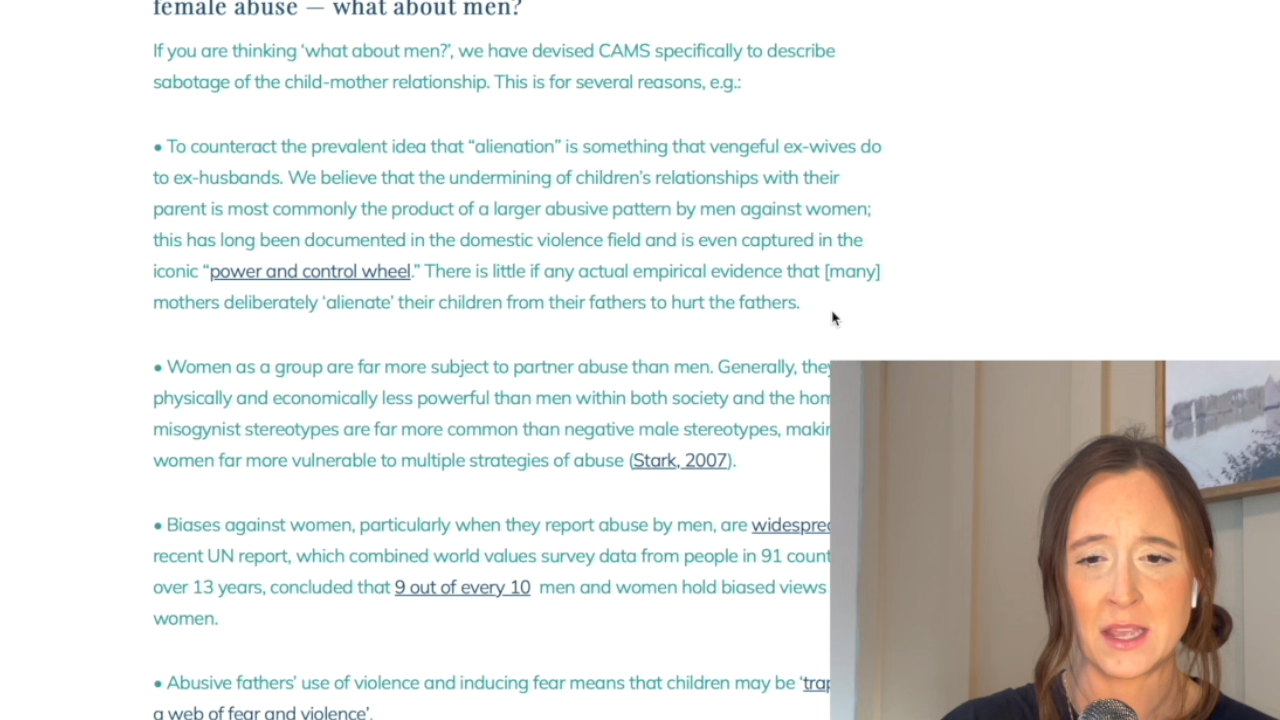 female abuse — what about men?
If you are thinking ‘what about men?’, we have devised CAMS specifically to describe
sabotage of the child-mother relationship. This is for several reasons, e.g.:
• To counteract the prevalent idea that “alienation” is something that vengeful ex-wives do
to ex-husbands. We believe that the undermining of children’s relationships with their
parent is most commonly the product of a larger abusive pattern by men against women;
this has long been documented in the domestic violence field and is even captured in the
iconic “power and control wheel.” There is little if any actual empirical evidence that [many]
mothers deliberately ‘alienate’ their children from their fathers to hurt the fathers.
• Women as a group are far more subject to partner abuse than men. Generally, they
physically and economically less powerful than men within both society and the
misogynist stereotypes are far more common than negative male stereotypes,
women far more vulnerable to multiple strategies of abuse (Stark, 2007).
• Biases against women, particularly when they report abuse by men, are
recent UN report, which combined world values survey data from people in 91
over 13 years, concluded that 9 out of every 10 men and women hold biased views
women.
• Abusive fathers’ use of violence and inducing fear means that children may be
a web of fear and violence’.